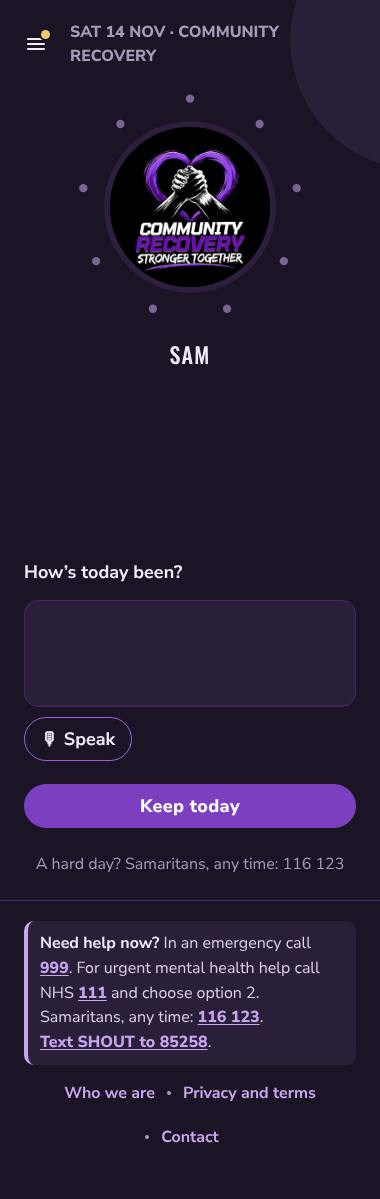 SAT 14 NOV · COMMUNITY
RECOVERY
COMMUNITY
RECOVERY
STRONGER TOGETHER
SAM
How's today been?
Speak
Keep today
A hard day? Samaritans, any time: 116 123
Need help now? In an emergency call
999. For urgent mental health help call
NHS 111 and choose option 2.
Samaritans, any time: 116 123.
Text SHOUT to 85258.
Who we are • Privacy and terms
• Contact